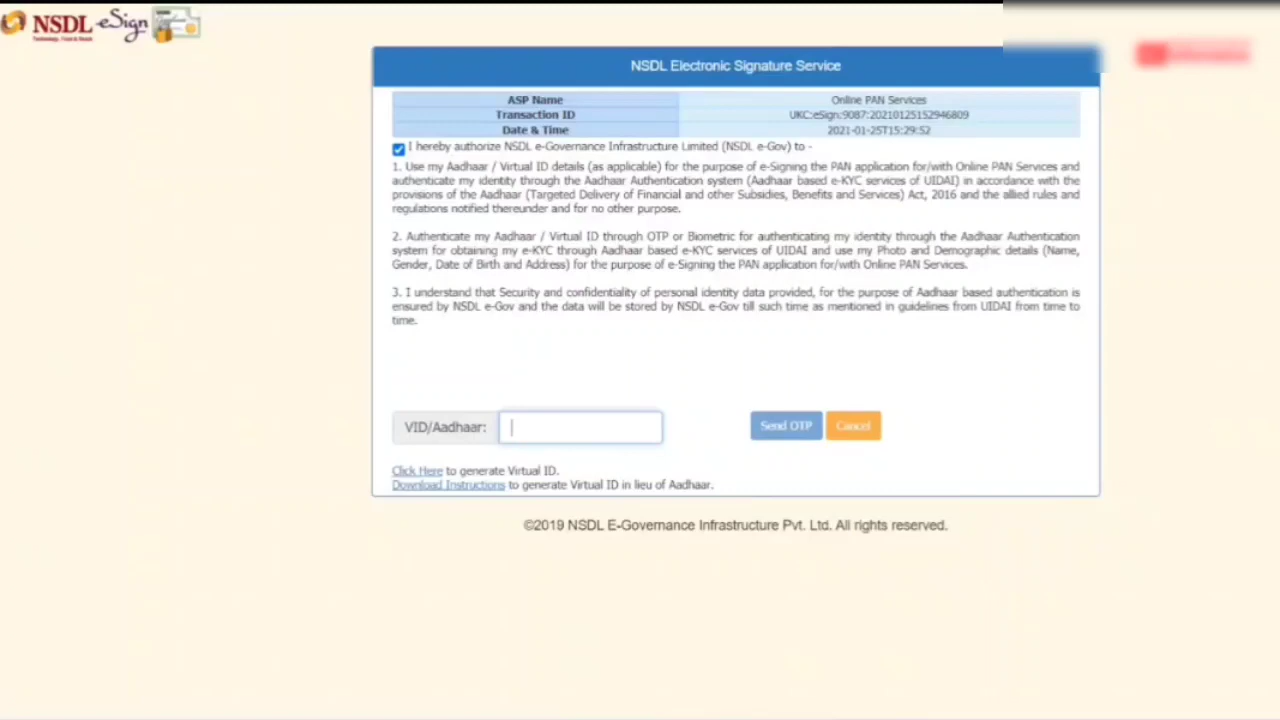 NSDL eSign
NSDL Electronic Signature Service
ASP Name Online PAN Services
Transaction ID UKC:eSign:9087:20210125152946809
Date & Time 2021-01-25T15:29:52
I hereby authorize NSDL e-Governance Infrastructure Limited (NSDL e-Gov) to -
1. Use my Aadhaar / Virtual ID details (as applicable) for the purpose of e-Signing the PAN application for/with Online PAN Services and
authenticate my identity through the Aadhaar Authentication system (Aadhaar based e-KYC services of UIDAI) in accordance with the
provisions of the Aadhaar (Targeted Delivery of Financial and other Subsidies, Benefits and Services) Act, 2016 and the allied rules and
regulations notified thereunder and for no other purpose.
2. Authenticate my Aadhaar / Virtual ID through OTP or Biometric for authenticating my identity through the Aadhaar Authentication
system for obtaining my e-KYC through Aadhaar based e-KYC services of UIDAI and use my Photo and Demographic details (Name,
Gender, Date of Birth and Address) for the purpose of e-Signing the PAN application for/with Online PAN Services.
3. I understand that Security and confidentiality of personal identity data provided, for the purpose of Aadhaar based authentication is
ensured by NSDL e-Gov and the data will be stored by NSDL e-Gov till such time as mentioned in guidelines from UIDAI from time to
time.
VID/Aadhaar: Send OTP Cancel
Click Here to generate Virtual ID.
Download Instructions to generate Virtual ID in lieu of Aadhaar.
©2019 NSDL E-Governance Infrastructure Pvt. Ltd. All rights reserved.